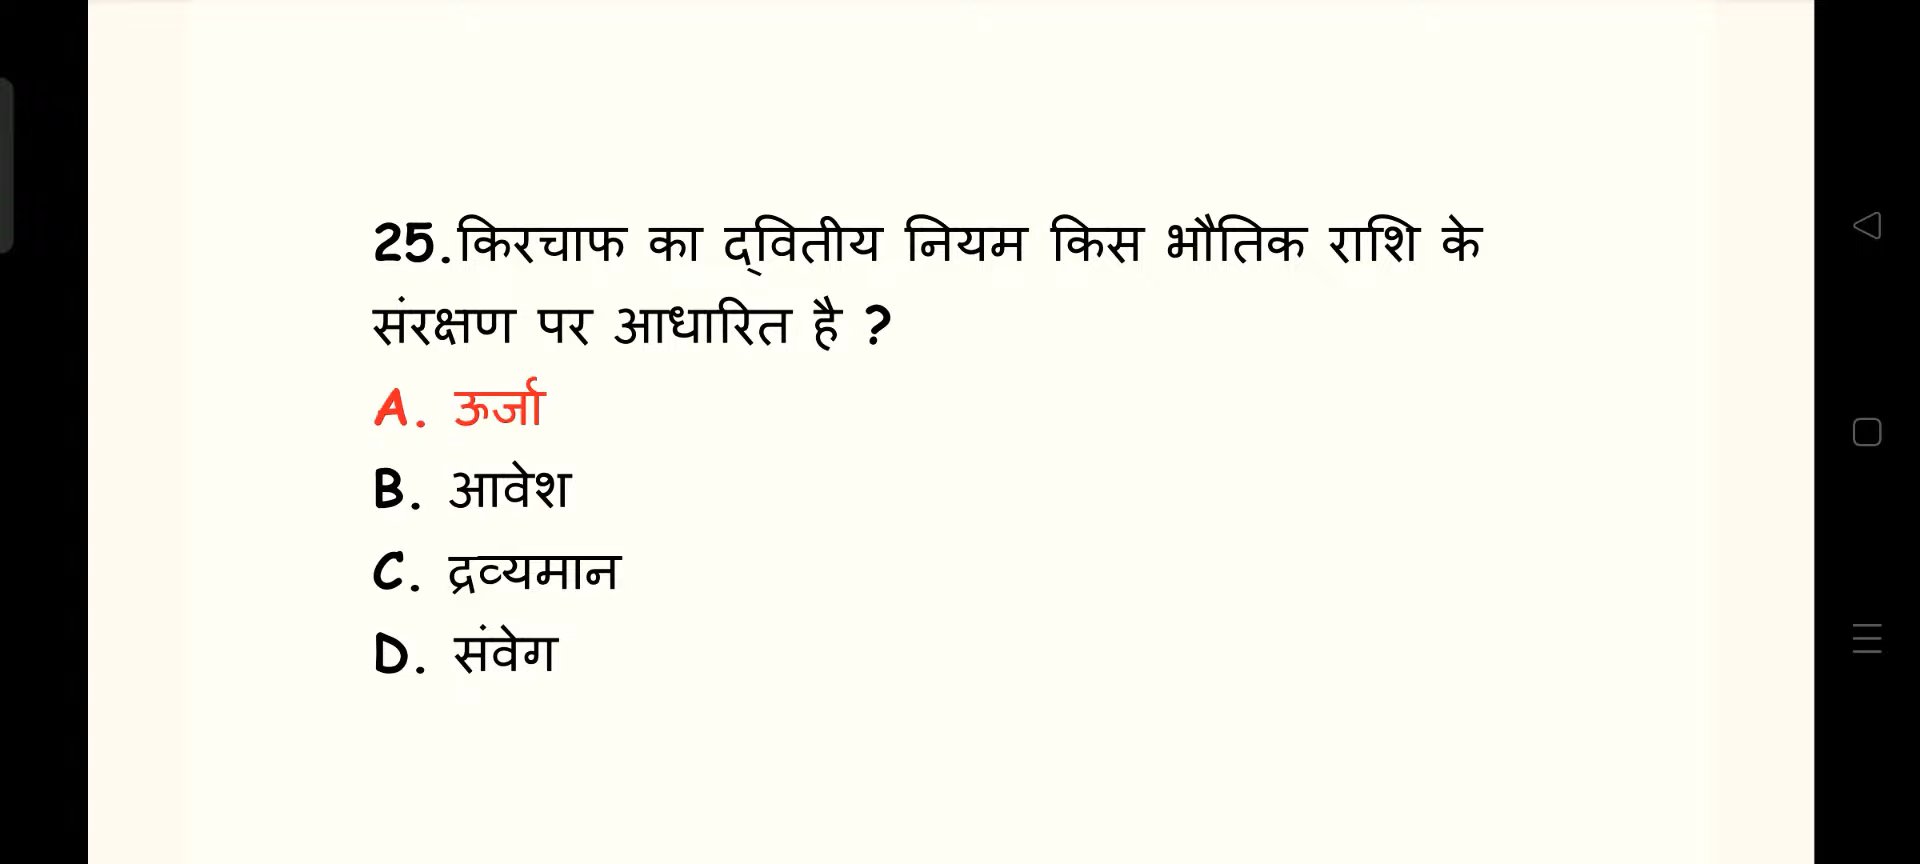 25.किरचाफ का द्वितीय नियम किस भौतिक राशि के
संरक्षण पर आधारित है ?
A. ऊर्जा
B. आवेश
C. द्रव्यमान
D. संवेग